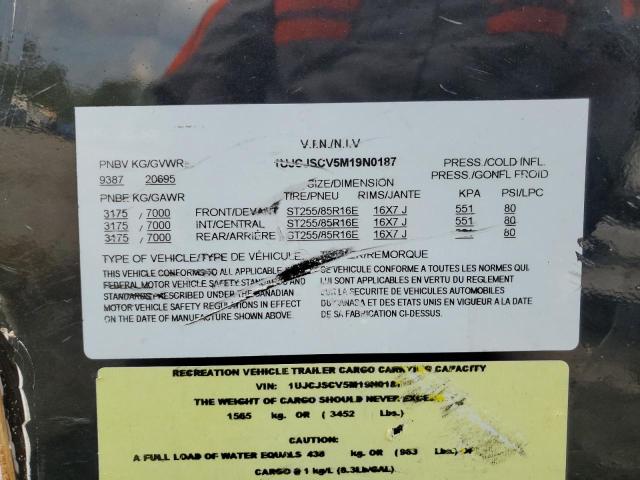 V.I.N./N.I.V
PNBV KG/GVWR 1UJCJSCV5M19N0187 PRESS./COLD INFL.
9387 20695 SIZE/DIMENSION PRESS./GONFL FROID
PNBE KG/GAWR TIRE/PNEU RIMS/JANTE KPA PSI/LPC
3175 / 7000 FRONT/DEVANT ST255/85R16E 16X7 J 551 80
3175 / 7000 INT/CENTRAL ST255/85R16E 16X7 J 551 80
3175 / 7000 REAR/ARRIÈRE ST255/85R16E 16X7 J 80
TYPE OF VEHICLE/TYPE DE VÉHICULE: /REMORQUE
THIS VEHICLE CONFORMS TO ALL APPLICABLE CE VEHICULE CONFORME A TOUTES LES NORMES QUI
FEDERAL MOTOR VEHICLE SAFETY STANDARDS AND LUI SONT APPLICABLES EN VERTU DU REGLEMENT
STANDARDS PRESCRIBED UNDER THE CANADIAN SUR LA SECURITE DE VEHICULES AUTOMOBILES
MOTOR VEHICLE SAFETY REGULATIONS IN EFFECT DU CANADA ET DES ETATS UNIS EN VIGUEUR A LA DATE
ON THE DATE OF MANUFACTURE SHOWN ABOVE. DE SA FABRICATION CI-DESSUS.
RECREATION VEHICLE TRAILER CARGO CARRYING CAPACITY
VIN: 1UJCJSCV5M19N018
THE WEIGHT OF CARGO SHOULD NEVER EXCE
1565 kg. OR ( 3452 Lbs.)
CAUTION:
A FULL LOAD OF WATER EQUALS 436 kg. OR (963 Lbs.)
CARGO @ 1 kg/L (8.3Lb/GAL)